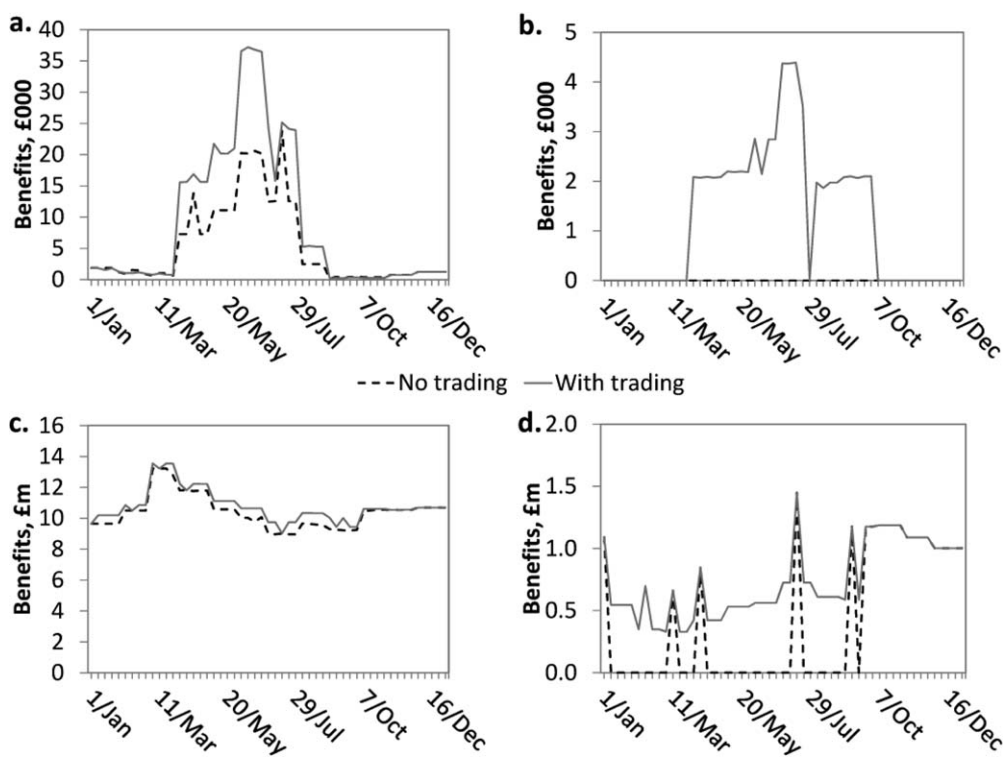 a.
Benefits, £000
40
35
30
25
20
15
10
5
0
1/Jan
11/Mar
20/May
29/Jul
7/Oct
16/Dec
b.
Benefits, £000
5
4
3
2
1
0
1/Jan
11/Mar
20/May
29/Jul
7/Oct
16/Dec
No trading
With trading
c.
Benefits, £m
16
14
12
10
8
6
4
2
0
1/Jan
11/Mar
20/May
29/Jul
7/Oct
16/Dec
d.
Benefits, £m
2.0
1.5
1.0
0.5
0.0
1/Jan
11/Mar
20/May
29/Jul
7/Oct
16/Dec